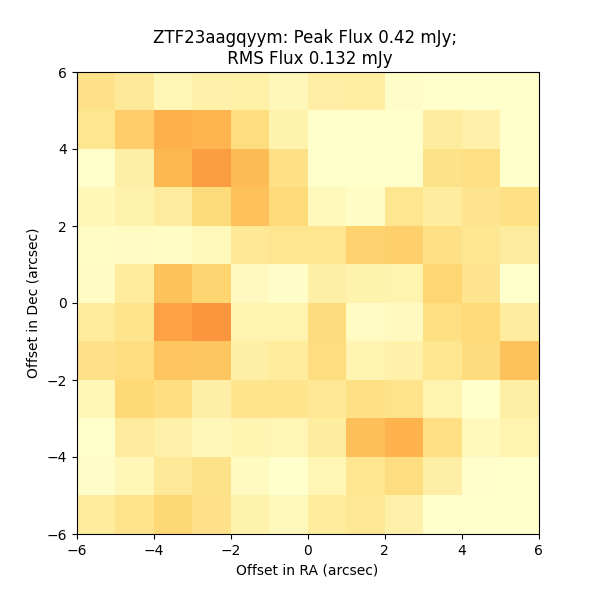 ZTF23aagqyym: Peak Flux 0.42 mJy;
RMS Flux 0.132 mJy
6
4
2
0
−2
−4
−6
Offset in Dec (arcsec)
−6 −4 −2 0 2 4 6
Offset in RA (arcsec)